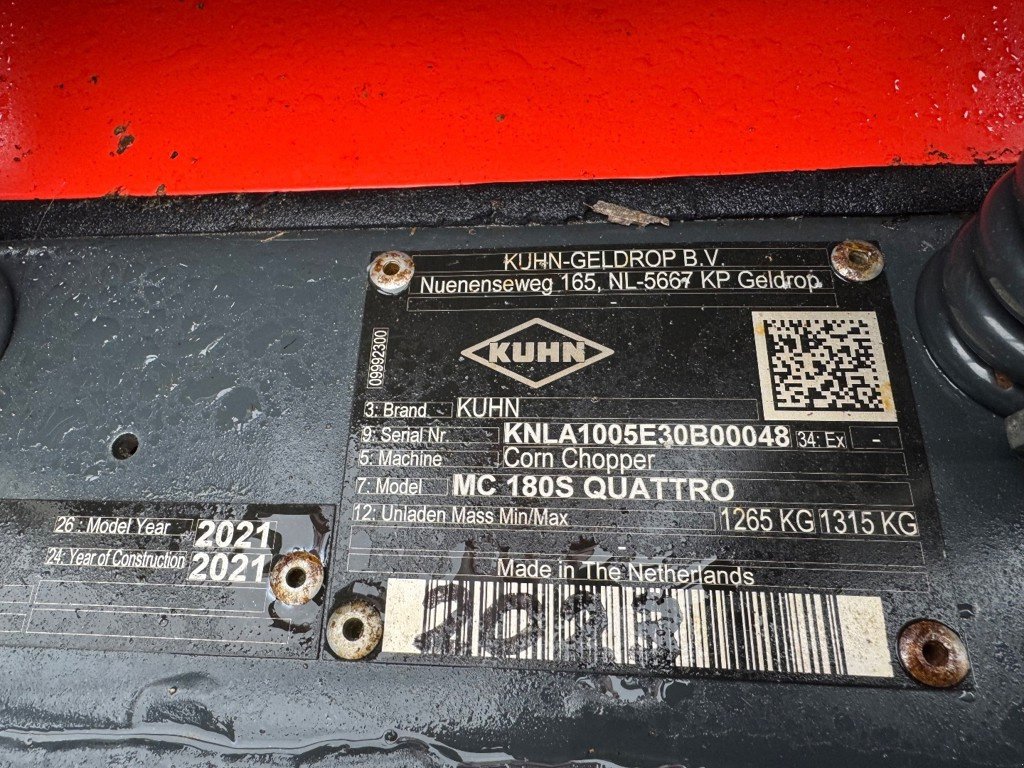 KUHN-GELDROP B.V.
Nuenenseweg 165, NL-5667 KP Geldrop
09992300
KUHN
3: Brand KUHN
9: Serial Nr. KNLA1005E30B00048 34: Ex -
5: Machine Corn Chopper
7: Model MC 180S QUATTRO
12: Unladen Mass Min/Max 1265 KG 1315 KG
Made in The Netherlands
26 : Model Year 2021
24: Year of Construction 2021